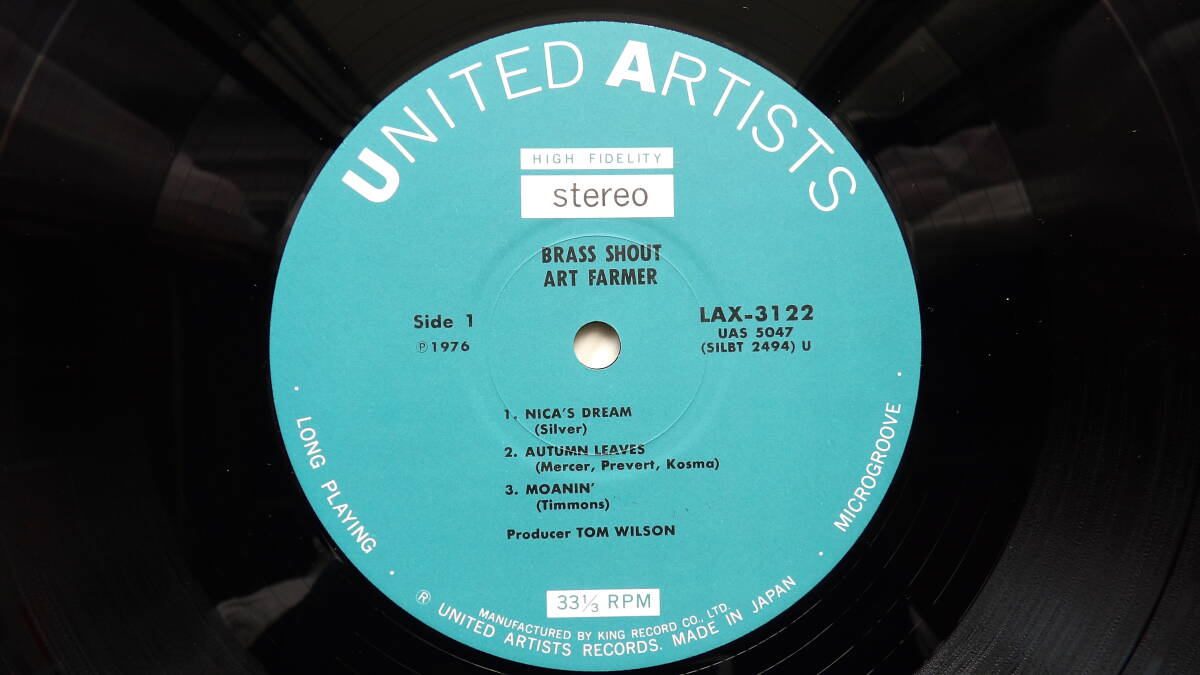 UNITED ARTISTS
HIGH FIDELITY
stereo
BRASS SHOUT
ART FARMER
Side 1
℗1976
LAX-3122
UAS 5047
(SILBT 2494) U
1. NICA'S DREAM
(Silver)
2. AUTUMN LEAVES
(Mercer, Prevert, Kosma)
3. MOANIN'
(Timmons)
Producer TOM WILSON
· LONG PLAYING ·
· MICROGROOVE ·
33⅓ RPM
MANUFACTURED BY KING RECORD CO., LTD.
® UNITED ARTISTS RECORDS. MADE IN JAPAN